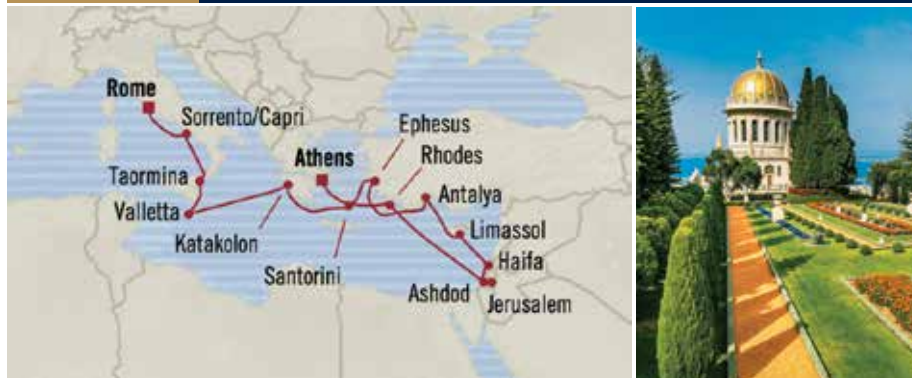 Rome
Sorrento/Capri
Ephesus
Athens
Rhodes
Taormina
Antalya
Valletta
Limassol
Katakolon
Haifa
Santorini
Ashdod
Jerusalem